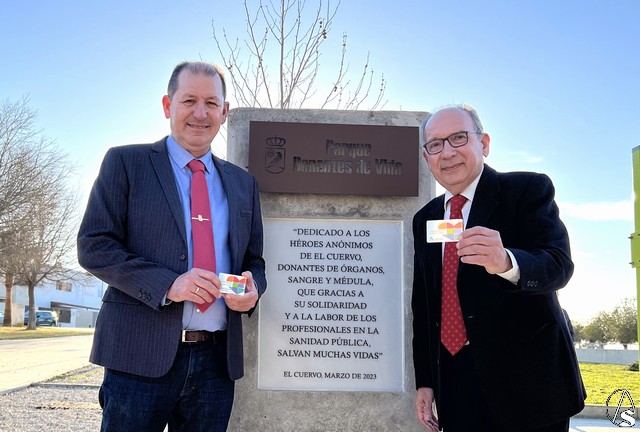 Parque
Donantes de Vida
“DEDICADO A LOS
HÉROES ANÓNIMOS
DE EL CUERVO,
DONANTES DE ÓRGANOS,
SANGRE Y MÉDULA,
QUE GRACIAS A
SU SOLIDARIDAD
Y A LA LABOR DE LOS
PROFESIONALES EN LA
SANIDAD PÚBLICA,
SALVAN MUCHAS VIDAS”
EL CUERVO, MARZO DE 2023